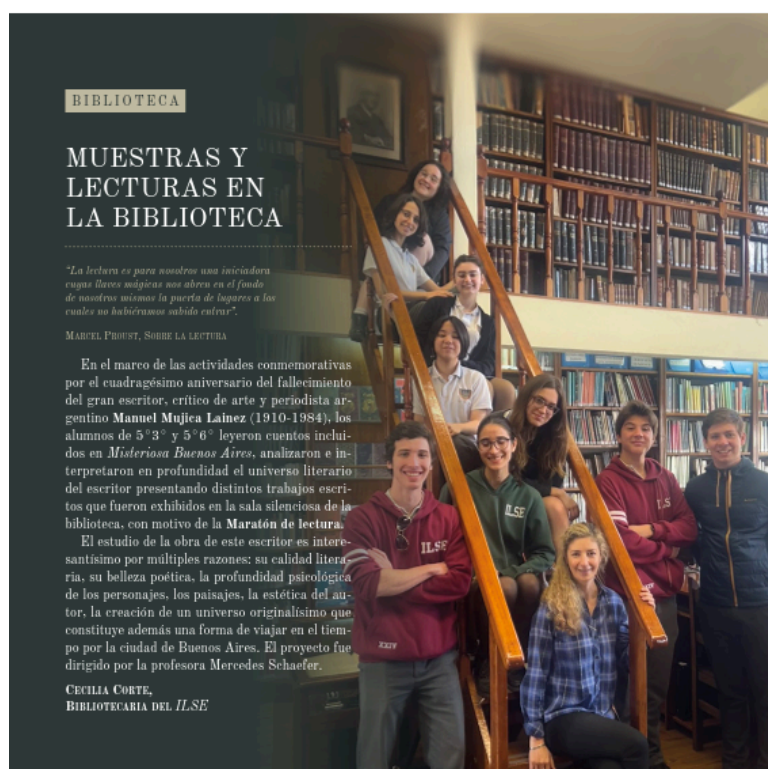 BIBLIOTECA
MUESTRAS Y
LECTURAS EN
LA BIBLIOTECA
“La lectura es para nosotros una iniciadora
cuyas llaves mágicas nos abren en el fondo
de nosotros mismos la puerta de lugares a los
cuales no hubiéramos sabido entrar”.
Marcel Proust, Sobre la lectura
En el marco de las actividades conmemorativas
por el cuadragésimo aniversario del fallecimiento
del gran escritor, crítico de arte y periodista ar-
gentino Manuel Mujica Lainez (1910-1984), los
alumnos de 5°3° y 5°6° leyeron cuentos inclui-
dos en Misteriosa Buenos Aires, analizaron e in-
terpretaron en profundidad el universo literario
del escritor presentando distintos trabajos escri-
tos que fueron exhibidos en la sala silenciosa de la
biblioteca, con motivo de la Maratón de lectura.
El estudio de la obra de este escritor es intere-
santísimo por múltiples razones: su calidad litera-
ria, su belleza poética, la profundidad psicológica
de los personajes, los paisajes, la estética del au-
tor, la creación de un universo originalísimo que
constituye además una forma de viajar en el tiem-
po por la ciudad de Buenos Aires. El proyecto fue
dirigido por la profesora Mercedes Schaefer.
Cecilia Corte,
Bibliotecaria del ILSE
ILSE
XXIV
ILSE